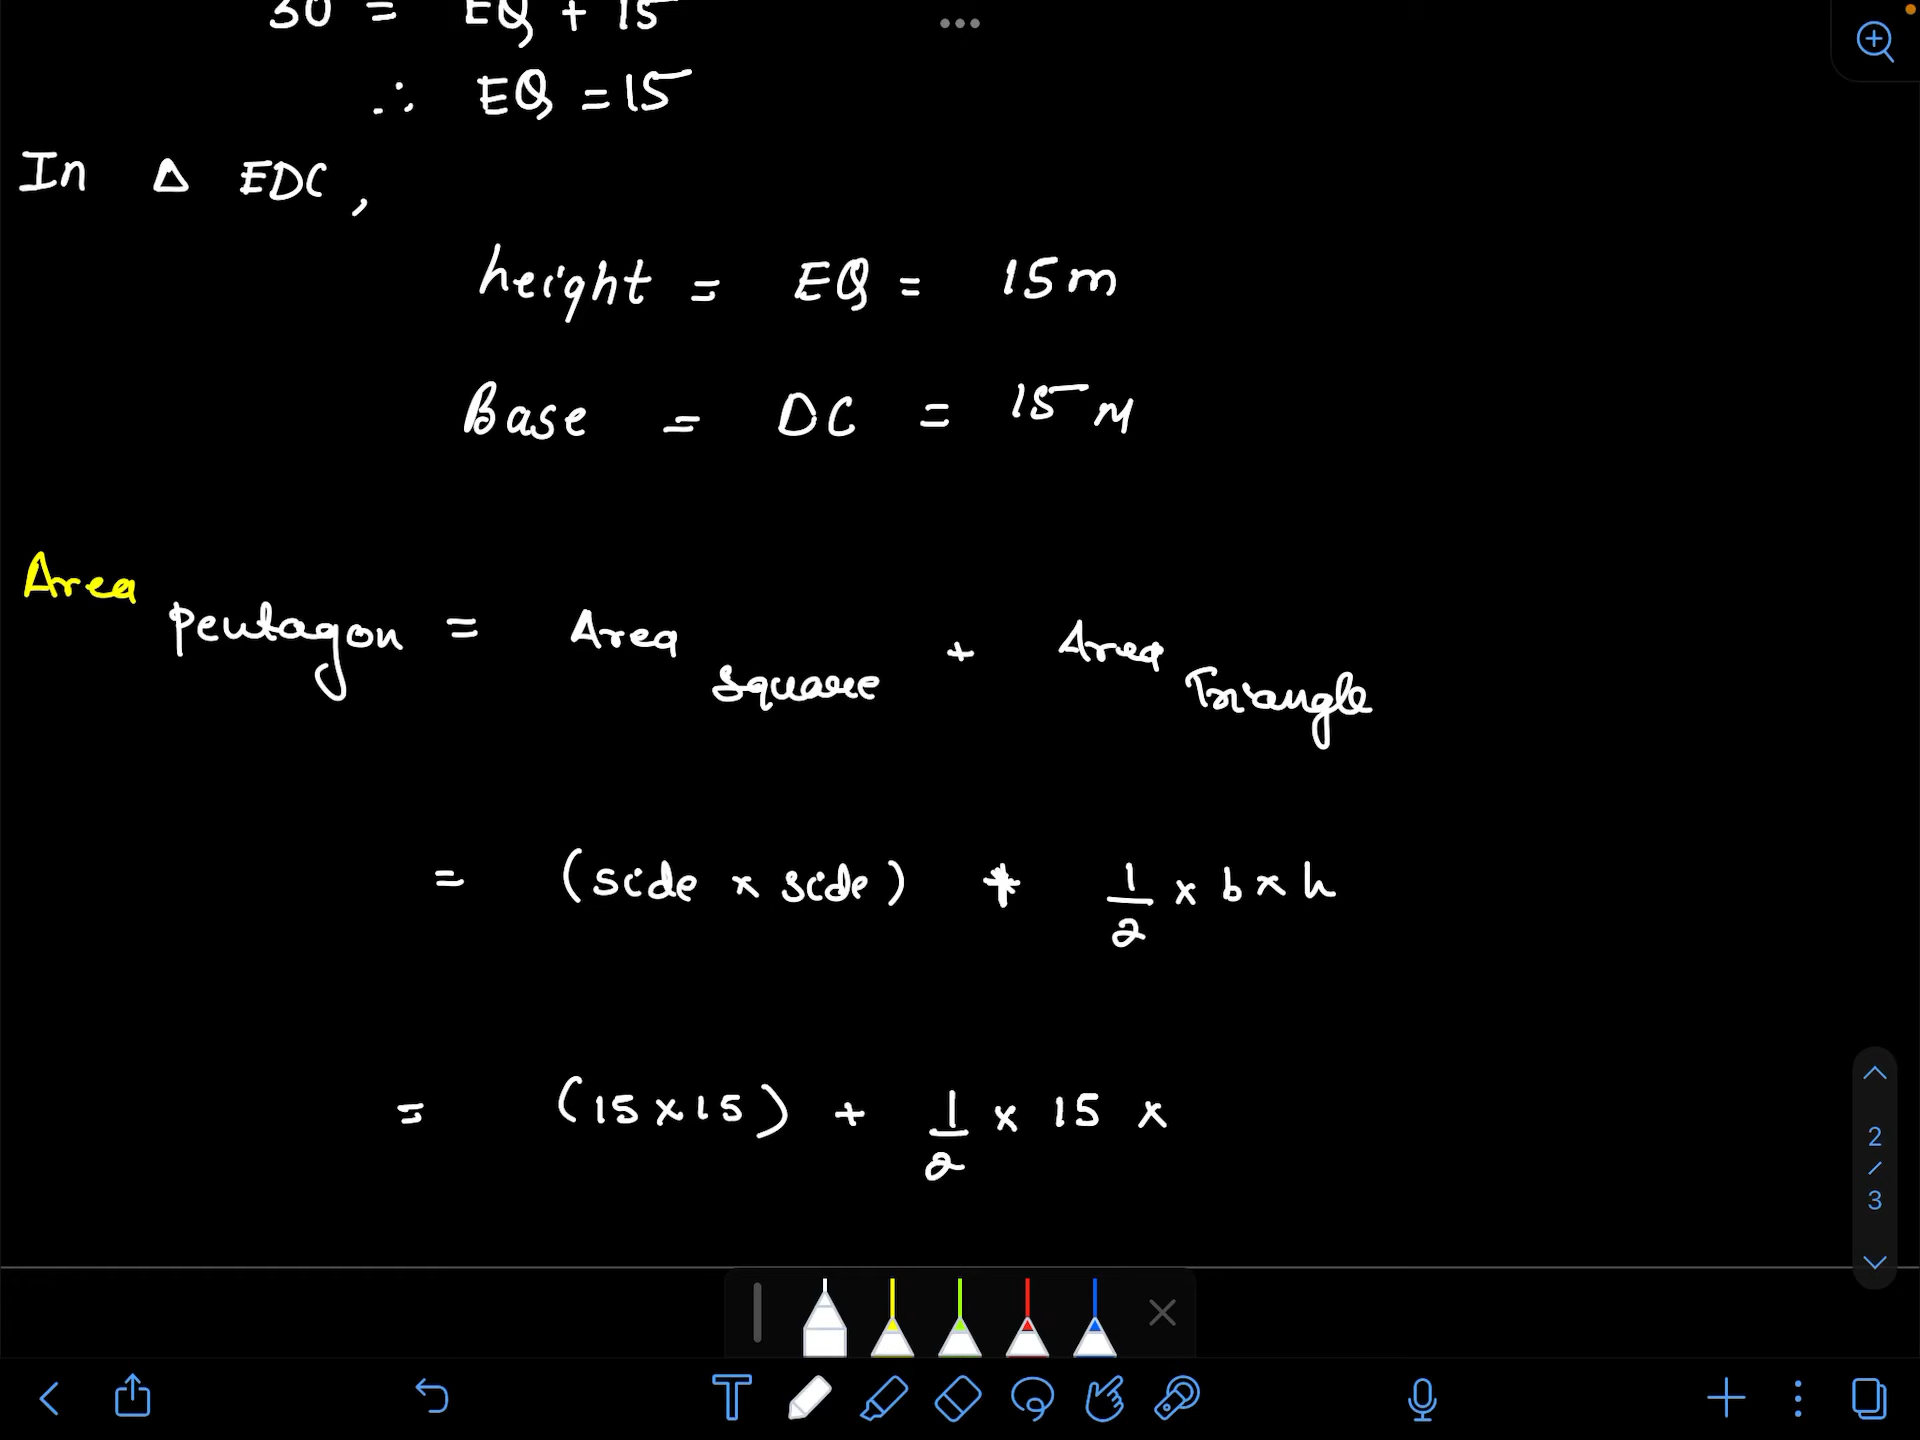 30 = EQ + 15
∴ EQ = 15
In Δ EDC,
height = EQ = 15m
Base = DC = 15 M
Area pentagon = Area square + Area Triangle
= (side × side) + 1/2 × b × h
= (15 × 15) + 1/2 × 15 ×
2
/
3
T